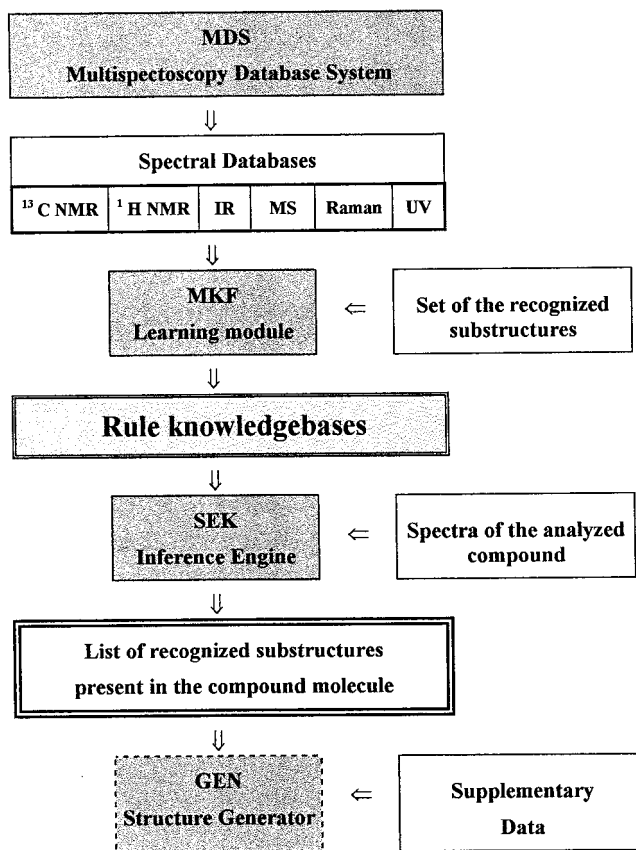 MDS
Multispectoscopy Database System
⇓
Spectral Databases
¹³ C NMR ¹ H NMR IR MS Raman UV
⇓
MKF
Learning module
⇐
Set of the recognized
substructures
⇓
Rule knowledgebases
⇓
SEK
Inference Engine
⇐
Spectra of the analyzed
compound
⇓
List of recognized substructures
present in the compound molecule
⇓
GEN
Structure Generator
⇐
Supplementary
Data